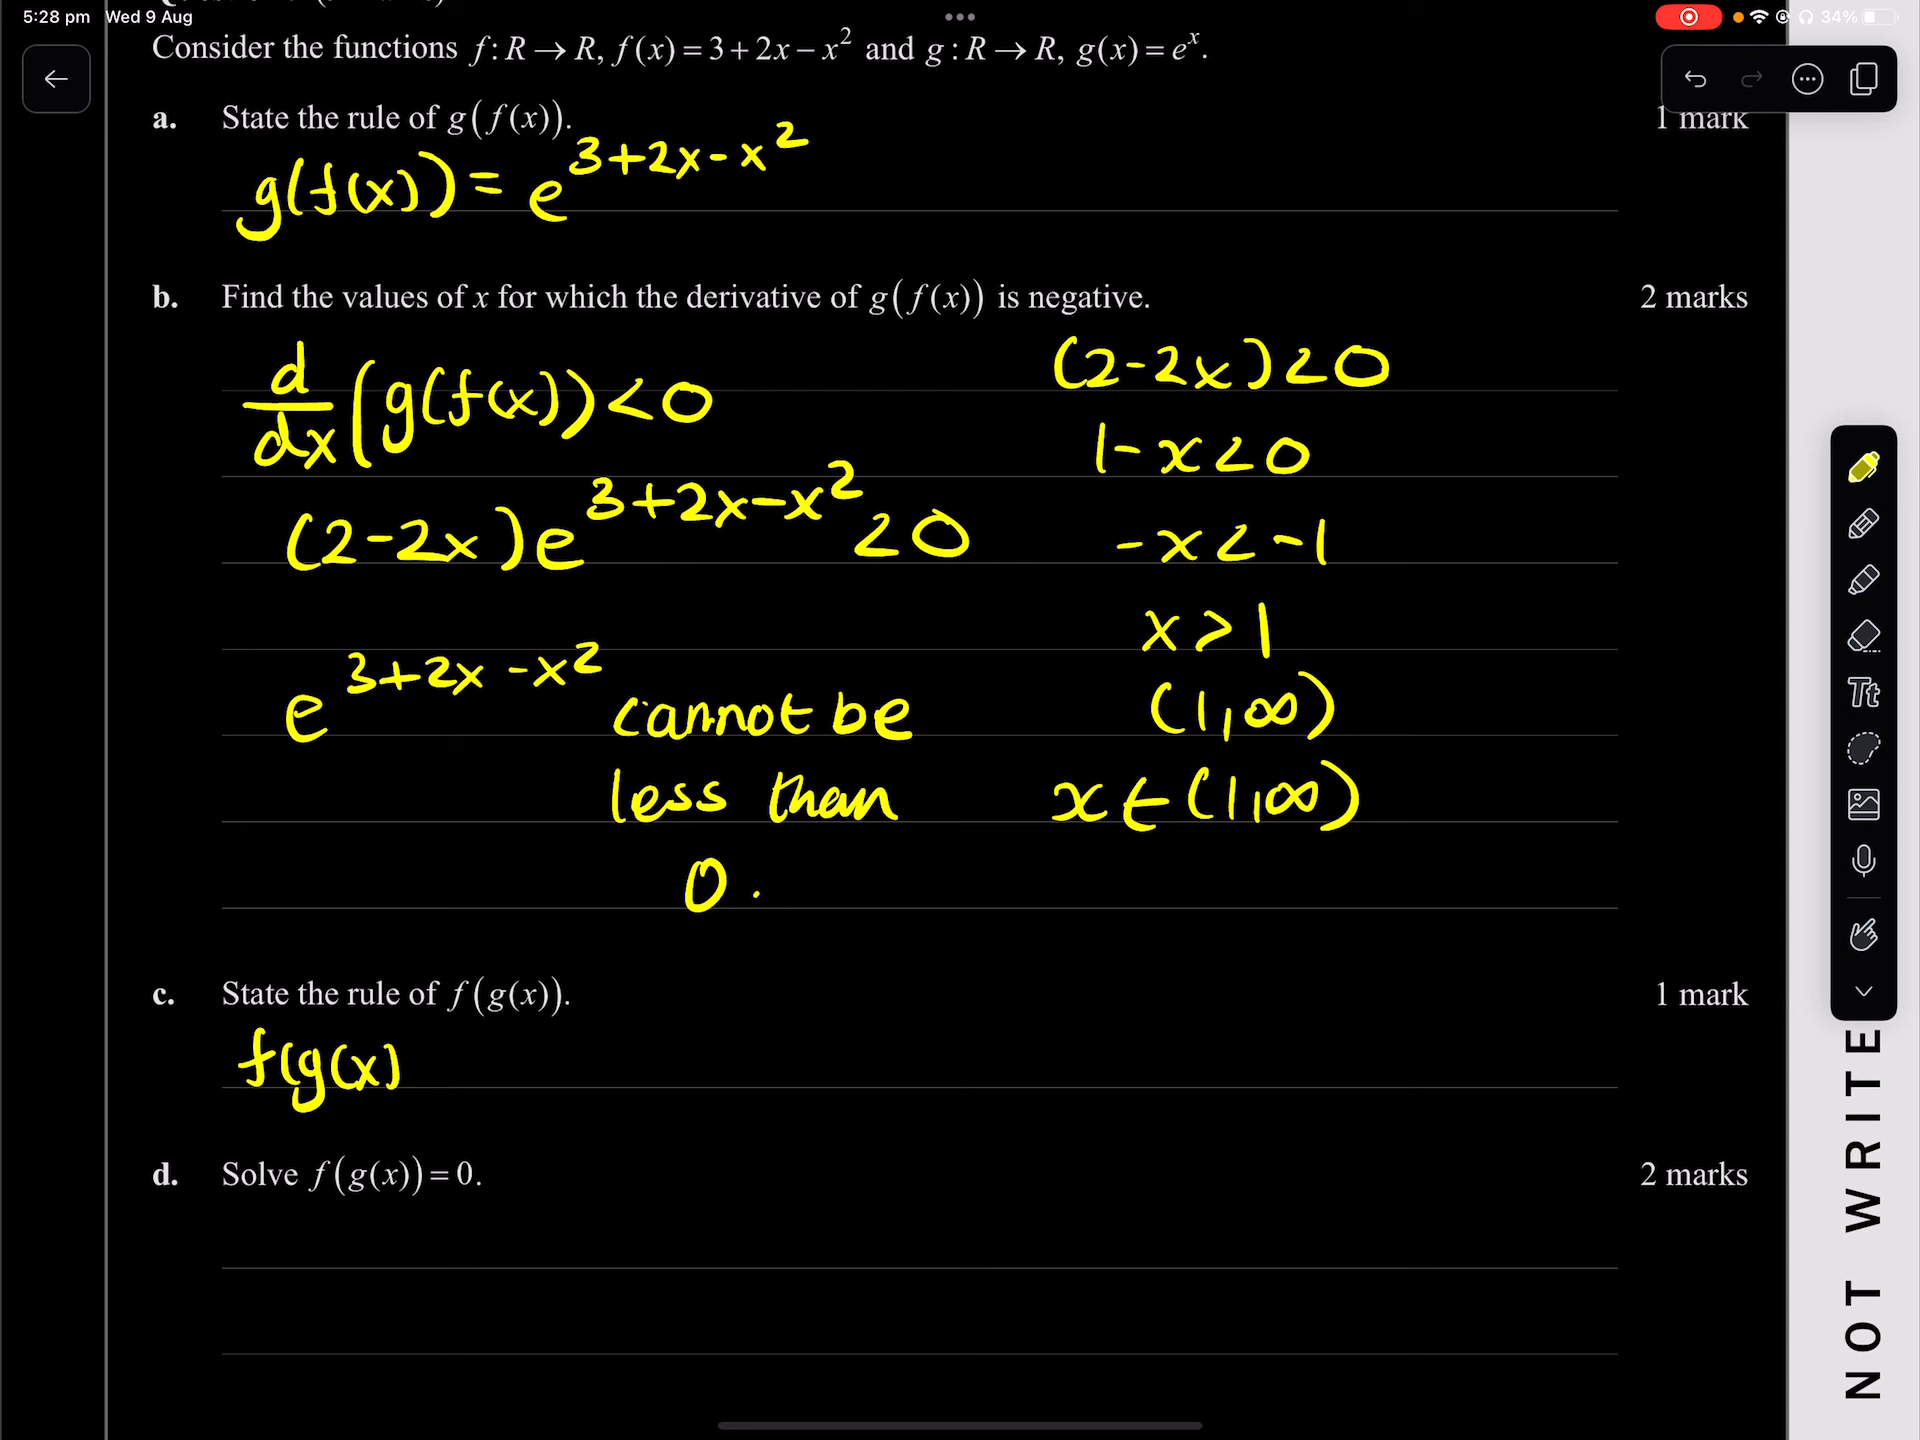 5:28 pm Wed 9 Aug
34%
Consider the functions f : R → R, f(x) = 3 + 2x − x² and g : R → R, g(x) = eˣ.
a. State the rule of g(f(x)). 1 mark
g(f(x)) = e^(3+2x-x²)
b. Find the values of x for which the derivative of g(f(x)) is negative. 2 marks
d/dx (g(f(x)) < 0
(2-2x)e^(3+2x-x²) < 0
e^(3+2x-x²) cannot be
less than
0.
(2-2x) < 0
1-x < 0
-x < -1
x > 1
(1,∞)
x ∈ (1,∞)
c. State the rule of f(g(x)). 1 mark
f(g(x)
d. Solve f(g(x)) = 0. 2 marks
Tt
NOT WRITE